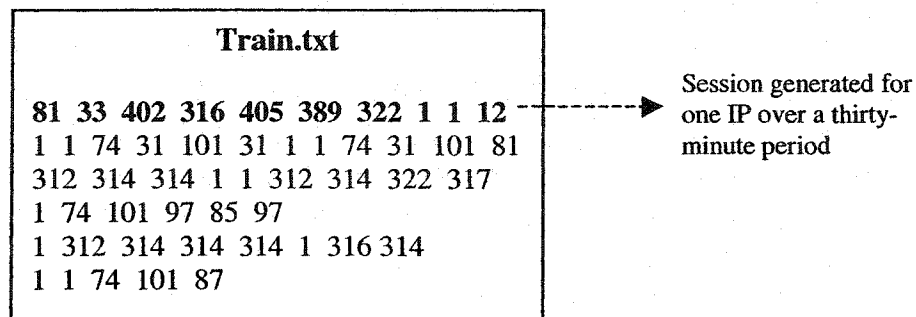 Train.txt
81 33 402 316 405 389 322 1 1 12
1 1 74 31 101 31 1 1 74 31 101 81
312 314 314 1 1 312 314 322 317
1 74 101 97 85 97
1 312 314 314 314 1 316 314
1 1 74 101 87
Session generated for
one IP over a thirty-
minute period